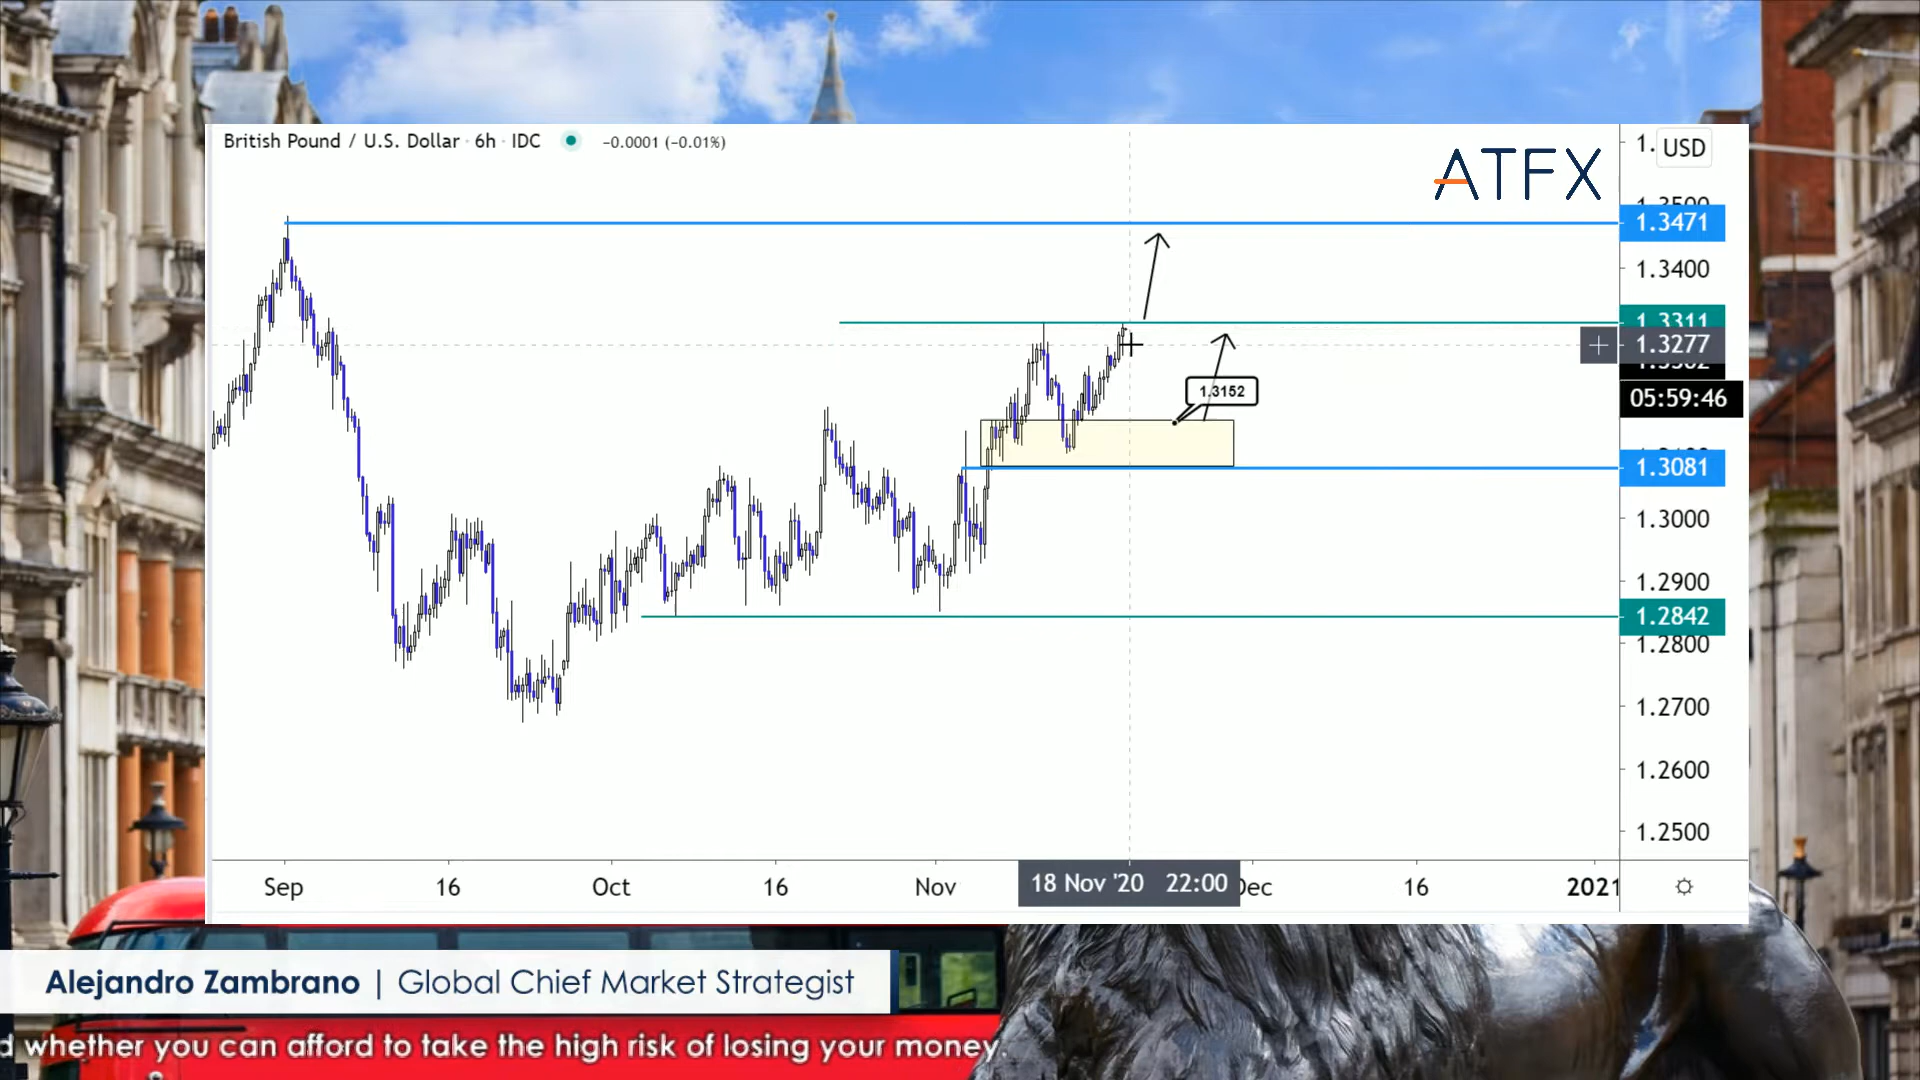 British Pound / U.S. Dollar · 6h · IDC −0.0001 (−0.01%)
ATFX
USD
1.3471
1.3400
1.3311
1.3277
05:59:46
1.3152
1.3081
1.3000
1.2900
1.2842
1.2800
1.2700
1.2600
1.2500
Sep 16 Oct 16 Nov 18 Nov '20 22:00 Dec 16 2021
Alejandro Zambrano | Global Chief Market Strategist
whether you can afford to take the high risk of losing your money.